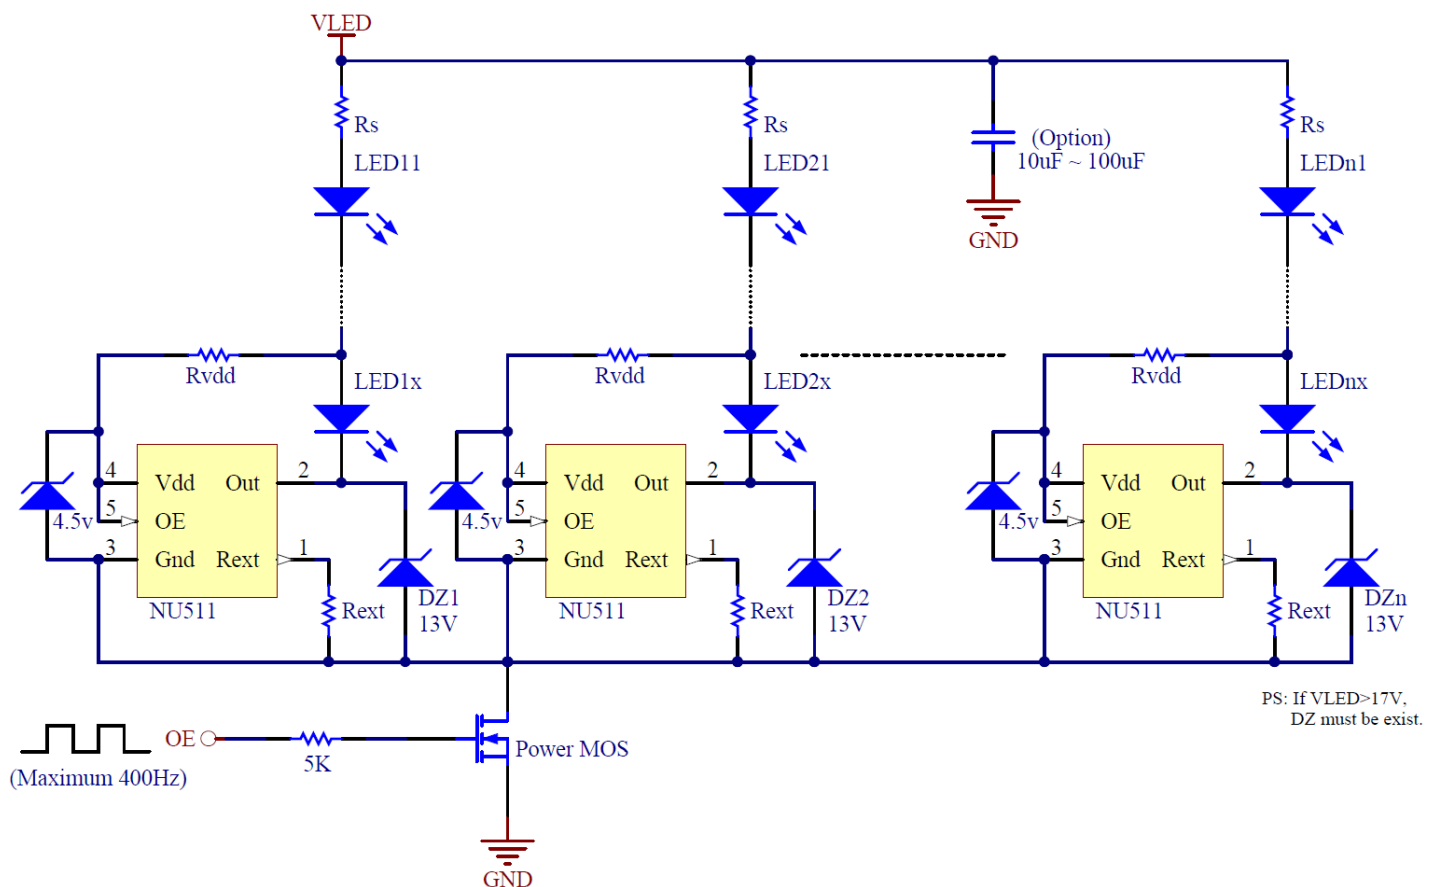 VLED
Rs
LED11
Rs
LED21
(Option)
10uF ~ 100uF
GND
Rs
LEDn1
Rvdd
LED1x
Rvdd
LED2x
Rvdd
LEDnx
4 Vdd Out 2
5 OE
4.5v
3 Gnd Rext 1
NU511
Rext
DZ1
13V
4 Vdd Out 2
5 OE
4.5v
3 Gnd Rext 1
NU511
Rext
DZ2
13V
4 Vdd Out 2
5 OE
4.5v
3 Gnd Rext 1
NU511
Rext
DZn
13V
PS: If VLED>17V,
DZ must be exist.
OE
5K
(Maximum 400Hz)
Power MOS
GND